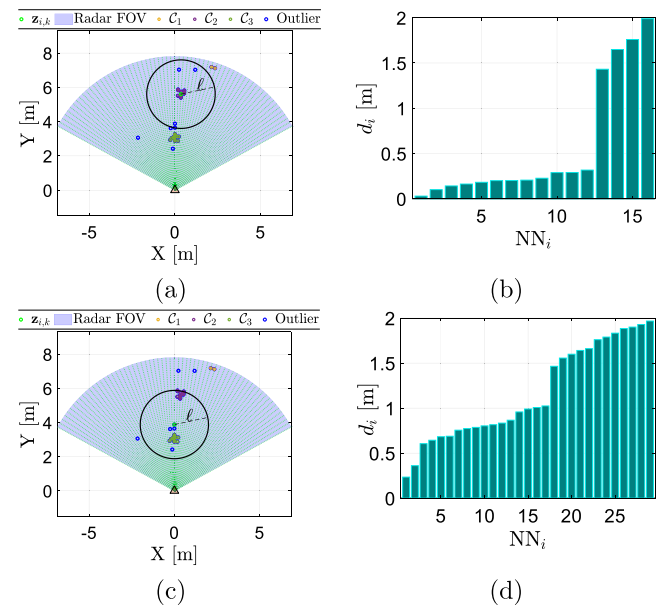 z_{i,k} Radar FOV C_1 C_2 C_3 Outlier
8
6
4
2
0
Y [m]
ℓ
-5 0 5
X [m]
(a)
2
1.5
1
0.5
0
d_i [m]
5 10 15
NN_i
(b)
z_{i,k} Radar FOV C_1 C_2 C_3 Outlier
8
6
4
2
0
Y [m]
ℓ
-5 0 5
X [m]
(c)
2
1.5
1
0.5
0
d_i [m]
5 10 15 20 25
NN_i
(d)